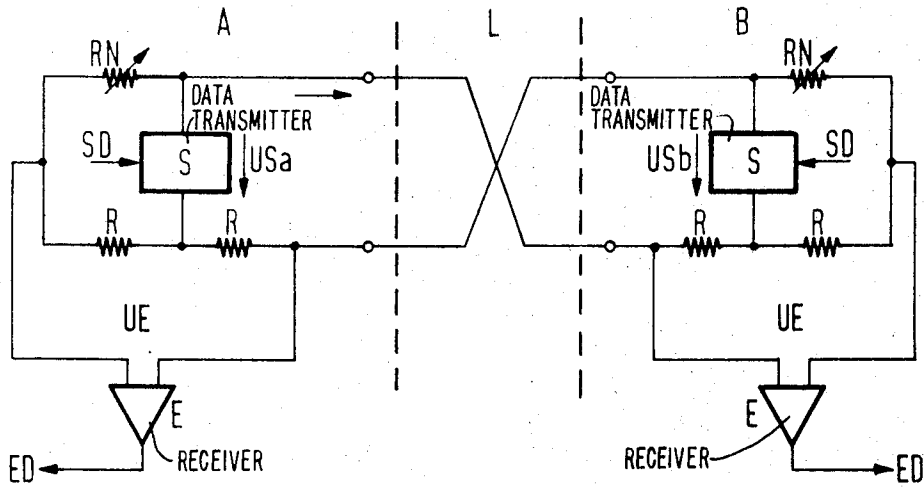 A
L
B
RN
RN
DATA
TRANSMITTER
DATA
TRANSMITTER
SD
S
USa
USb
S
SD
R
R
R
R
UE
UE
E
E
RECEIVER
RECEIVER
ED
ED